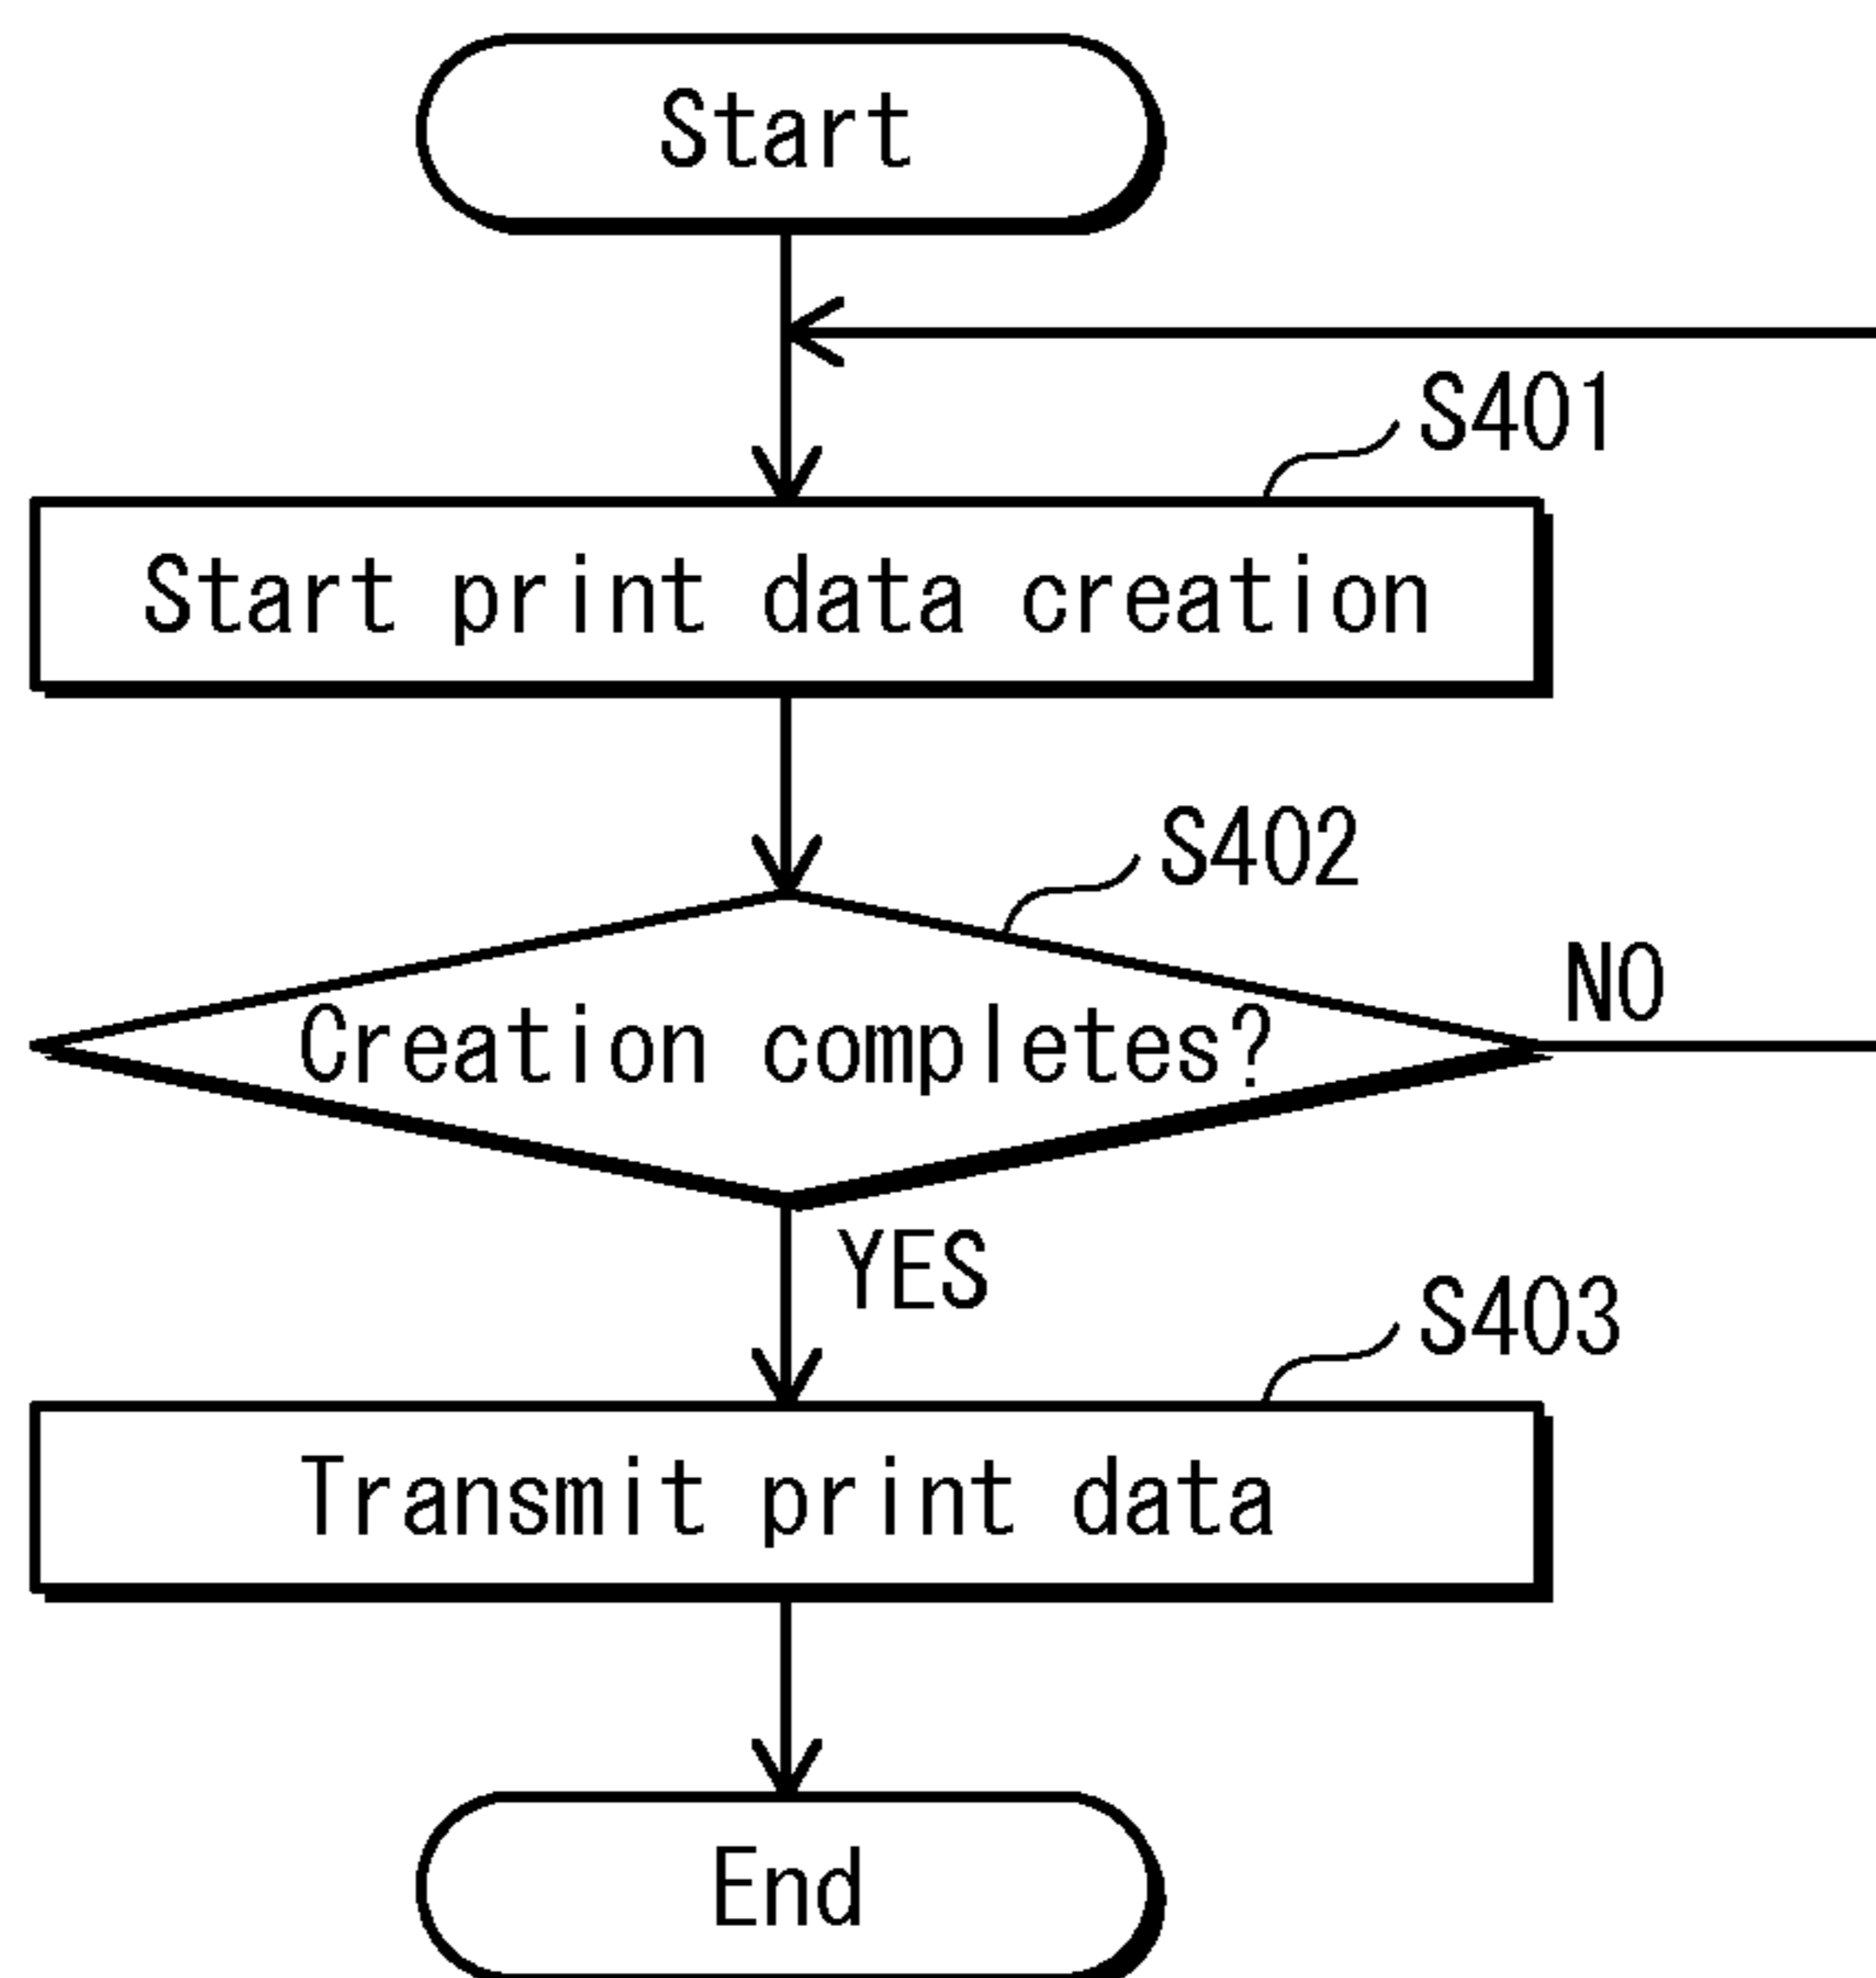 Start
S401
Start print data creation
S402
NO
Creation completes?
YES
S403
Transmit print data
End